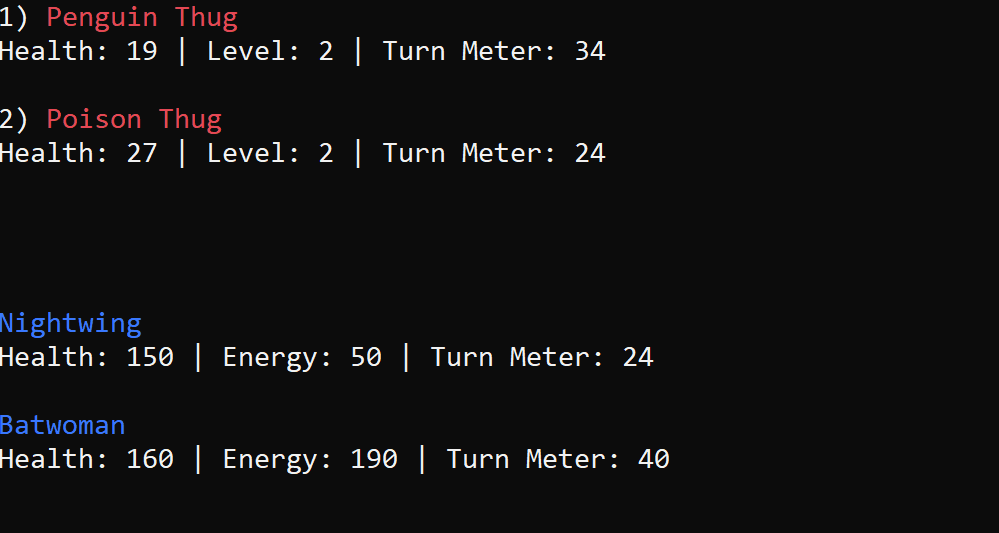 1) Penguin Thug
Health: 19 | Level: 2 | Turn Meter: 34
2) Poison Thug
Health: 27 | Level: 2 | Turn Meter: 24
Nightwing
Health: 150 | Energy: 50 | Turn Meter: 24
Batwoman
Health: 160 | Energy: 190 | Turn Meter: 40